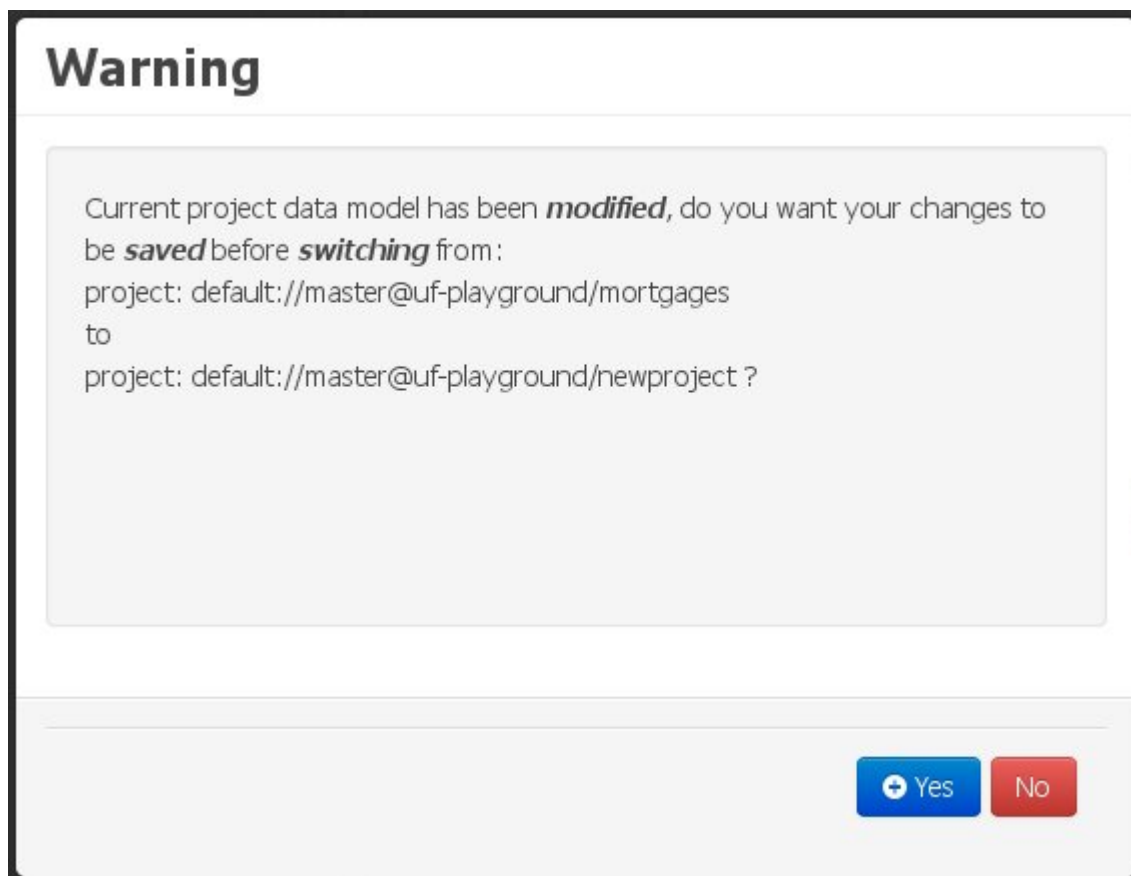 Warning
Current project data model has been modified, do you want your changes to
be saved before switching from:
project: default://master@uf-playground/mortgages
to
project: default://master@uf-playground/newproject ?
Yes
No